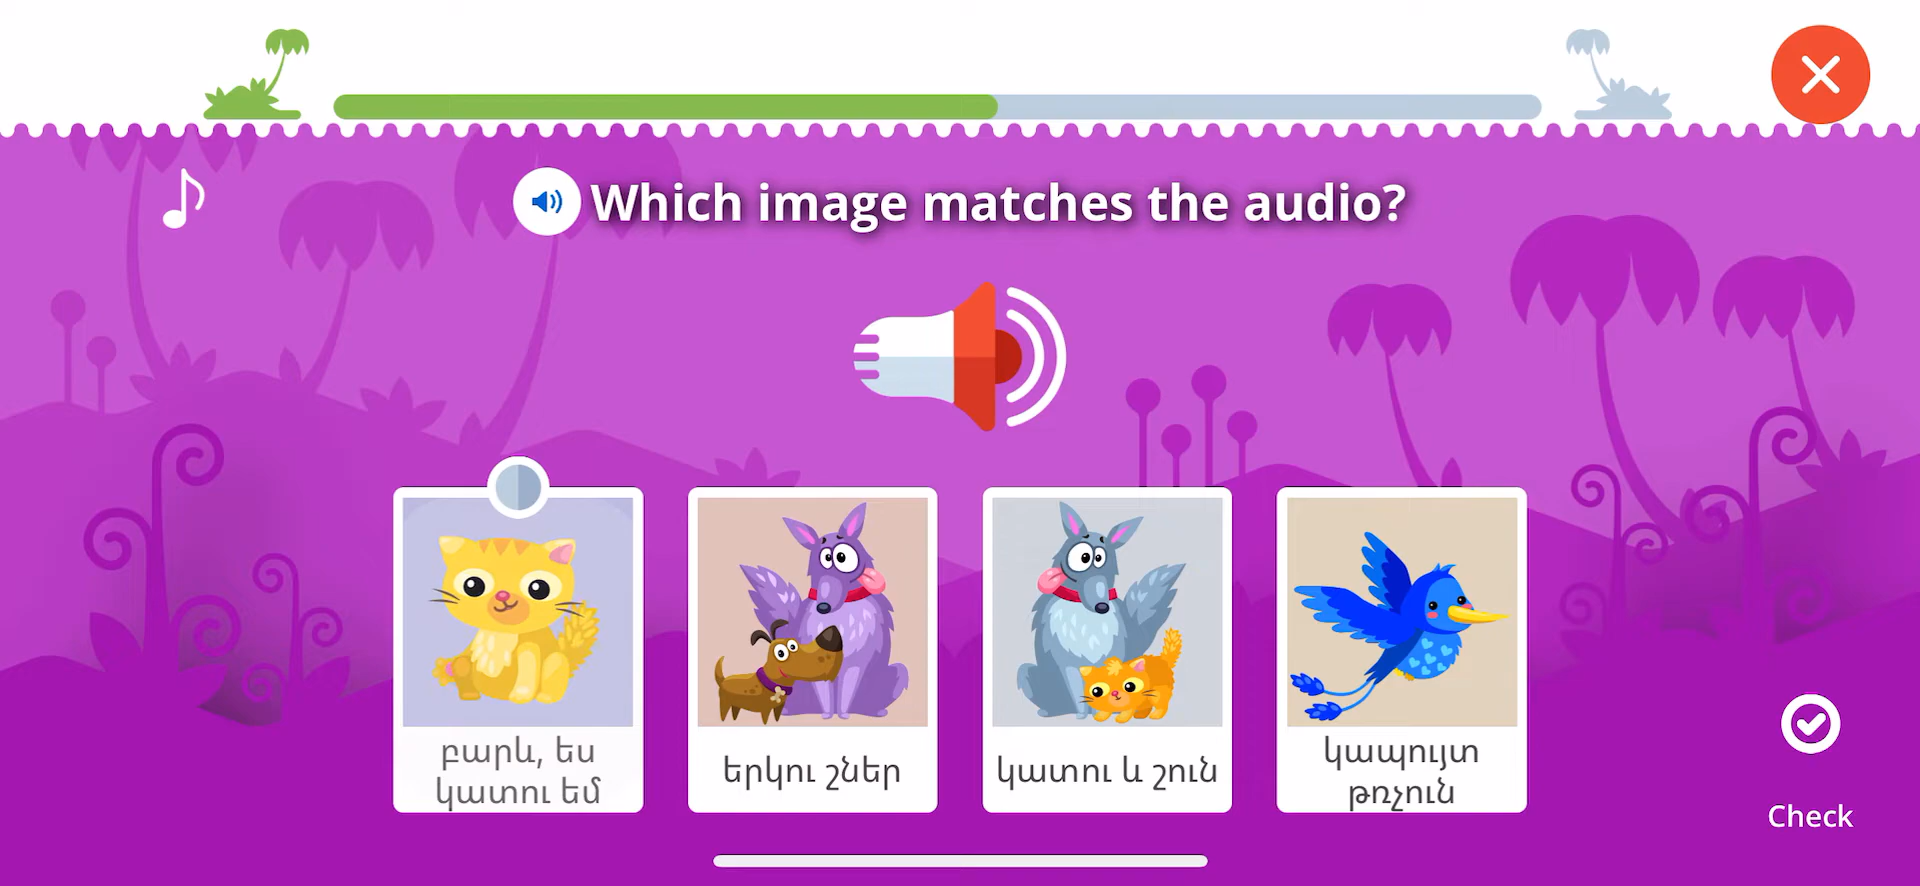 Which image matches the audio?
բարև, ես
կատու եմ
երկու շներ
կատու և շուն
կապույտ
թռչուն
Check